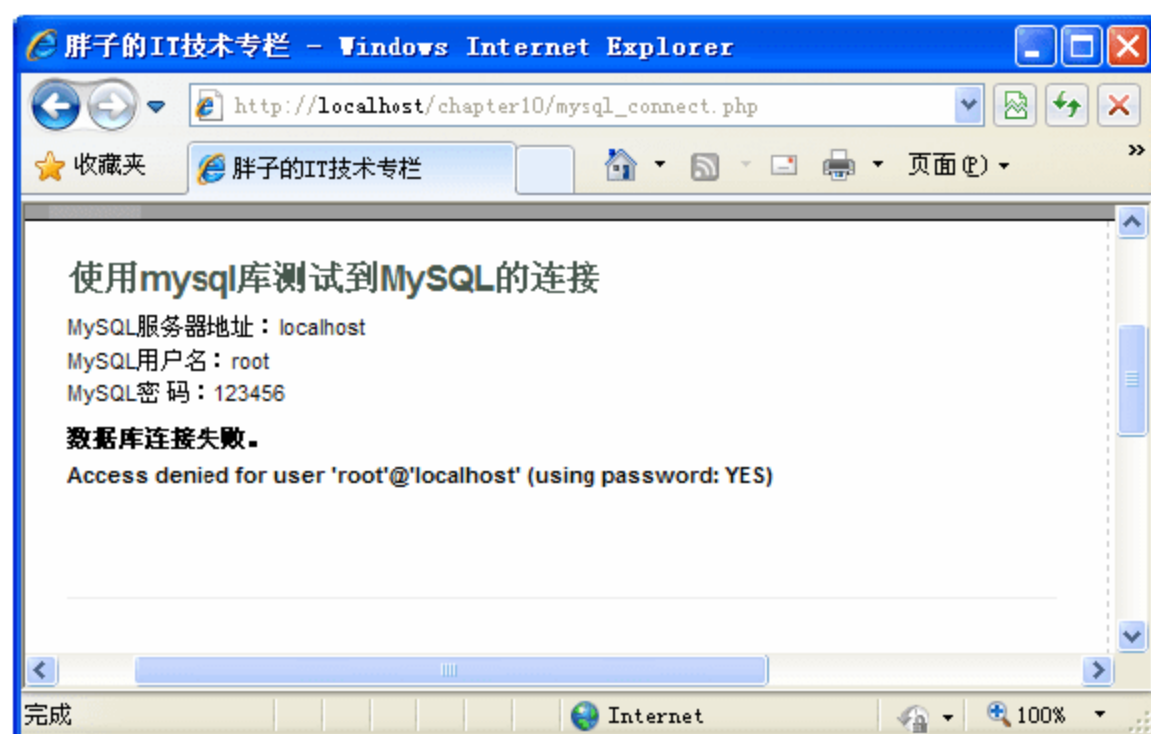 胖子的IT技术专栏 - Windows Internet Explorer
http://localhost/chapter10/mysql_connect.php
收藏夹 胖子的IT技术专栏 页面(P) »
使用mysql库测试到MySQL的连接
MySQL服务器地址：localhost
MySQL用户名：root
MySQL密 码：123456
数据库连接失败。
Access denied for user 'root'@'localhost' (using password: YES)
完成 Internet 100%